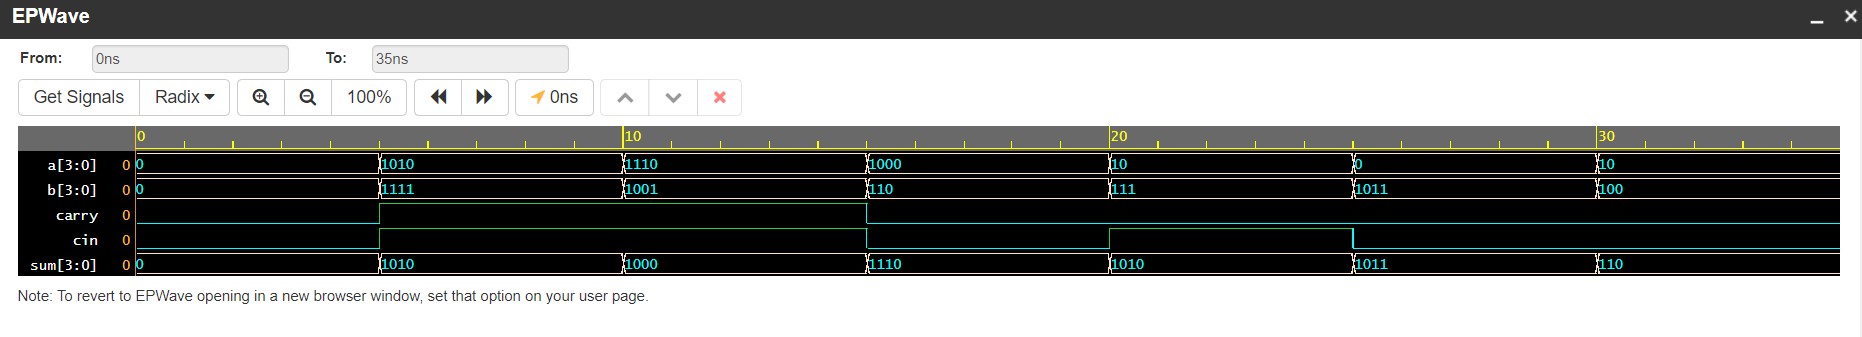 EPWave
From: 0ns To: 35ns
Get Signals Radix 100% 0ns
0 10 20 30
a[3:0] 0 0 1010 1110 1000 10 0 10
b[3:0] 0 0 1111 1001 110 111 1011 100
carry 0
cin 0
sum[3:0] 0 0 1010 1000 1110 1010 1011 110
Note: To revert to EPWave opening in a new browser window, set that option on your user page.